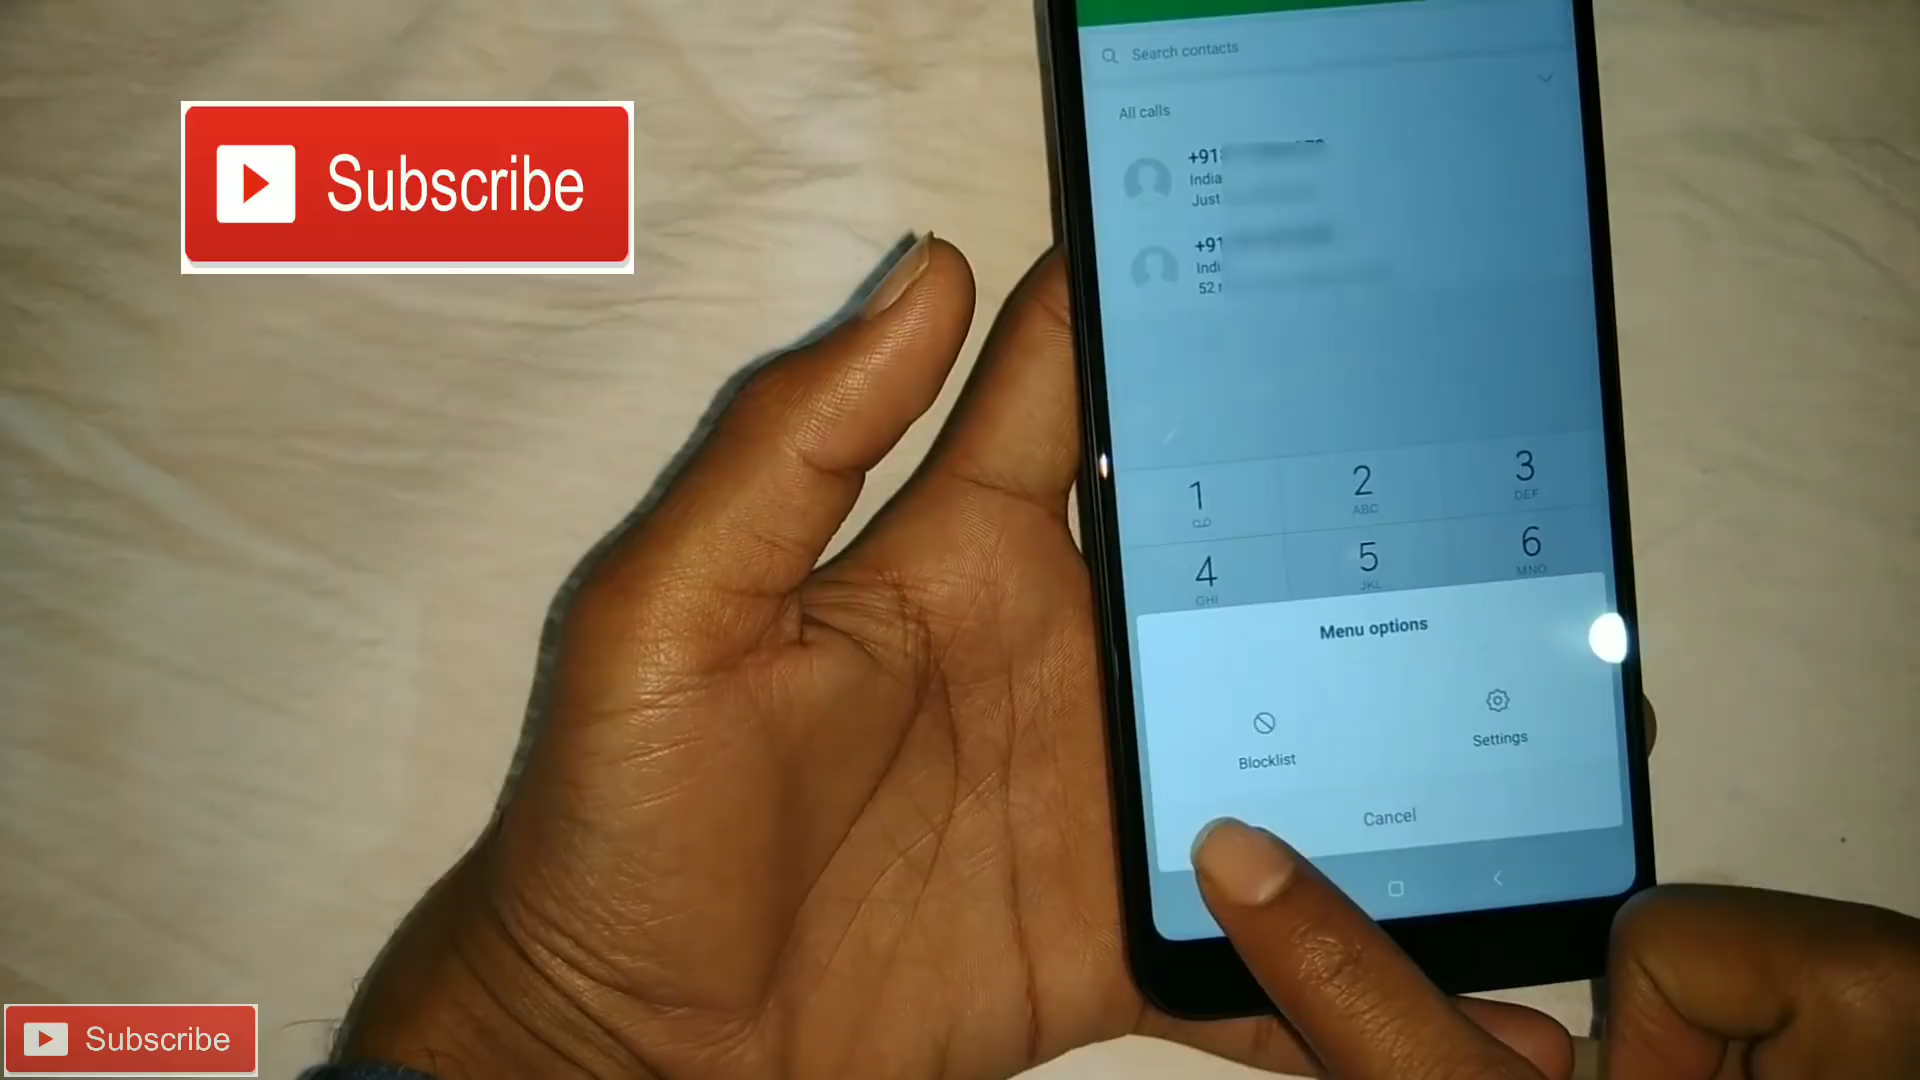 Subscribe
Search contacts
All calls
+91
India
Just
+91
Indi
52
1
2
ABC
3
DEF
4
GHI
5
JKL
6
MNO
Menu options
Blocklist
Settings
Cancel
Subscribe